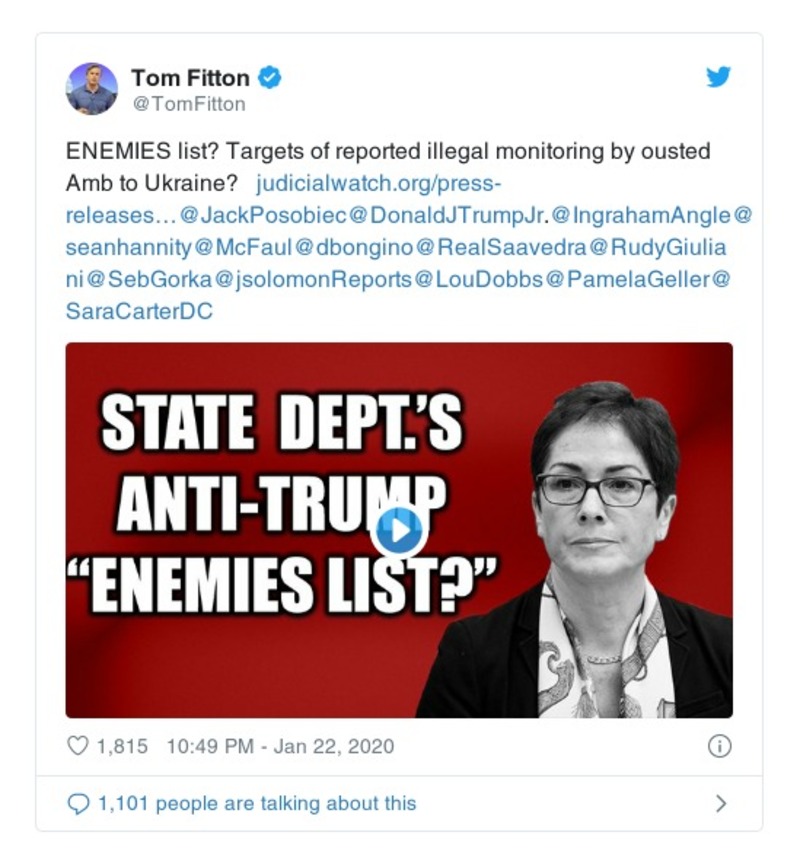 Tom Fitton
@TomFitton
ENEMIES list? Targets of reported illegal monitoring by ousted
Amb to Ukraine? judicialwatch.org/press-
releases…@JackPosobiec@DonaldJTrumpJr.@IngrahamAngle@
seanhannity@McFaul@dbongino@RealSaavedra@RudyGiulia
ni@SebGorka@jsolomonReports@LouDobbs@PamelaGeller@
SaraCarterDC
STATE DEPT.'S
ANTI-TRUMP
“ENEMIES LIST?”
1,815 10:49 PM - Jan 22, 2020
1,101 people are talking about this